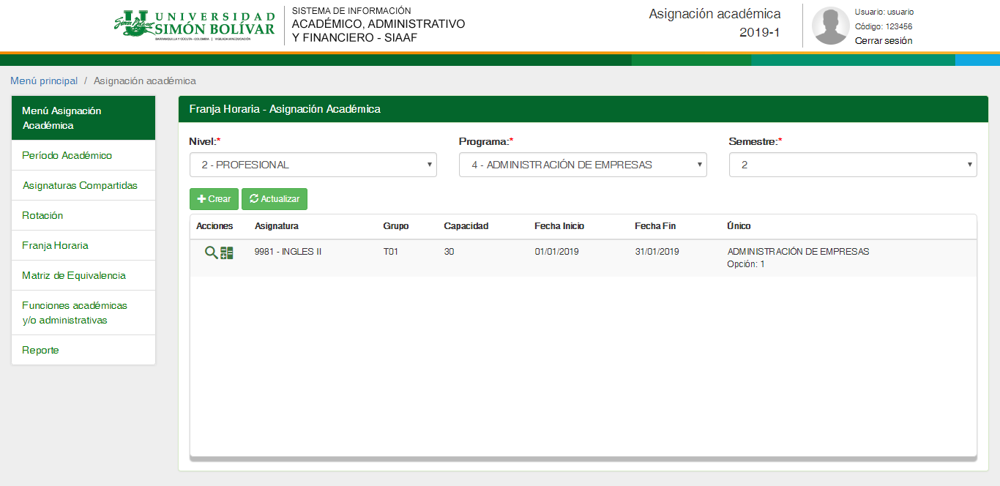 UNIVERSIDAD
SIMÓN BOLÍVAR
BARRANQUILLA Y CÚCUTA - COLOMBIA | VIGILADA MINEDUCACIÓN
SISTEMA DE INFORMACIÓN
ACADÉMICO, ADMINISTRATIVO
Y FINANCIERO - SIAAF
Asignación académica
2019-1
Usuario: usuario
Código: 123456
Cerrar sesión
Menú principal / Asignación académica
Menú Asignación
Académica
Período Académico
Asignaturas Compartidas
Rotación
Franja Horaria
Matriz de Equivalencia
Funciones académicas
y/o administrativas
Reporte
Franja Horaria - Asignación Académica
Nivel:* Programa:* Semestre:*
2 - PROFESIONAL 4 - ADMINISTRACIÓN DE EMPRESAS 2
Crear Actualizar
Acciones Asignatura Grupo Capacidad Fecha Inicio Fecha Fin Único
9981 - INGLES II T01 30 01/01/2019 31/01/2019 ADMINISTRACIÓN DE EMPRESAS
Opción: 1